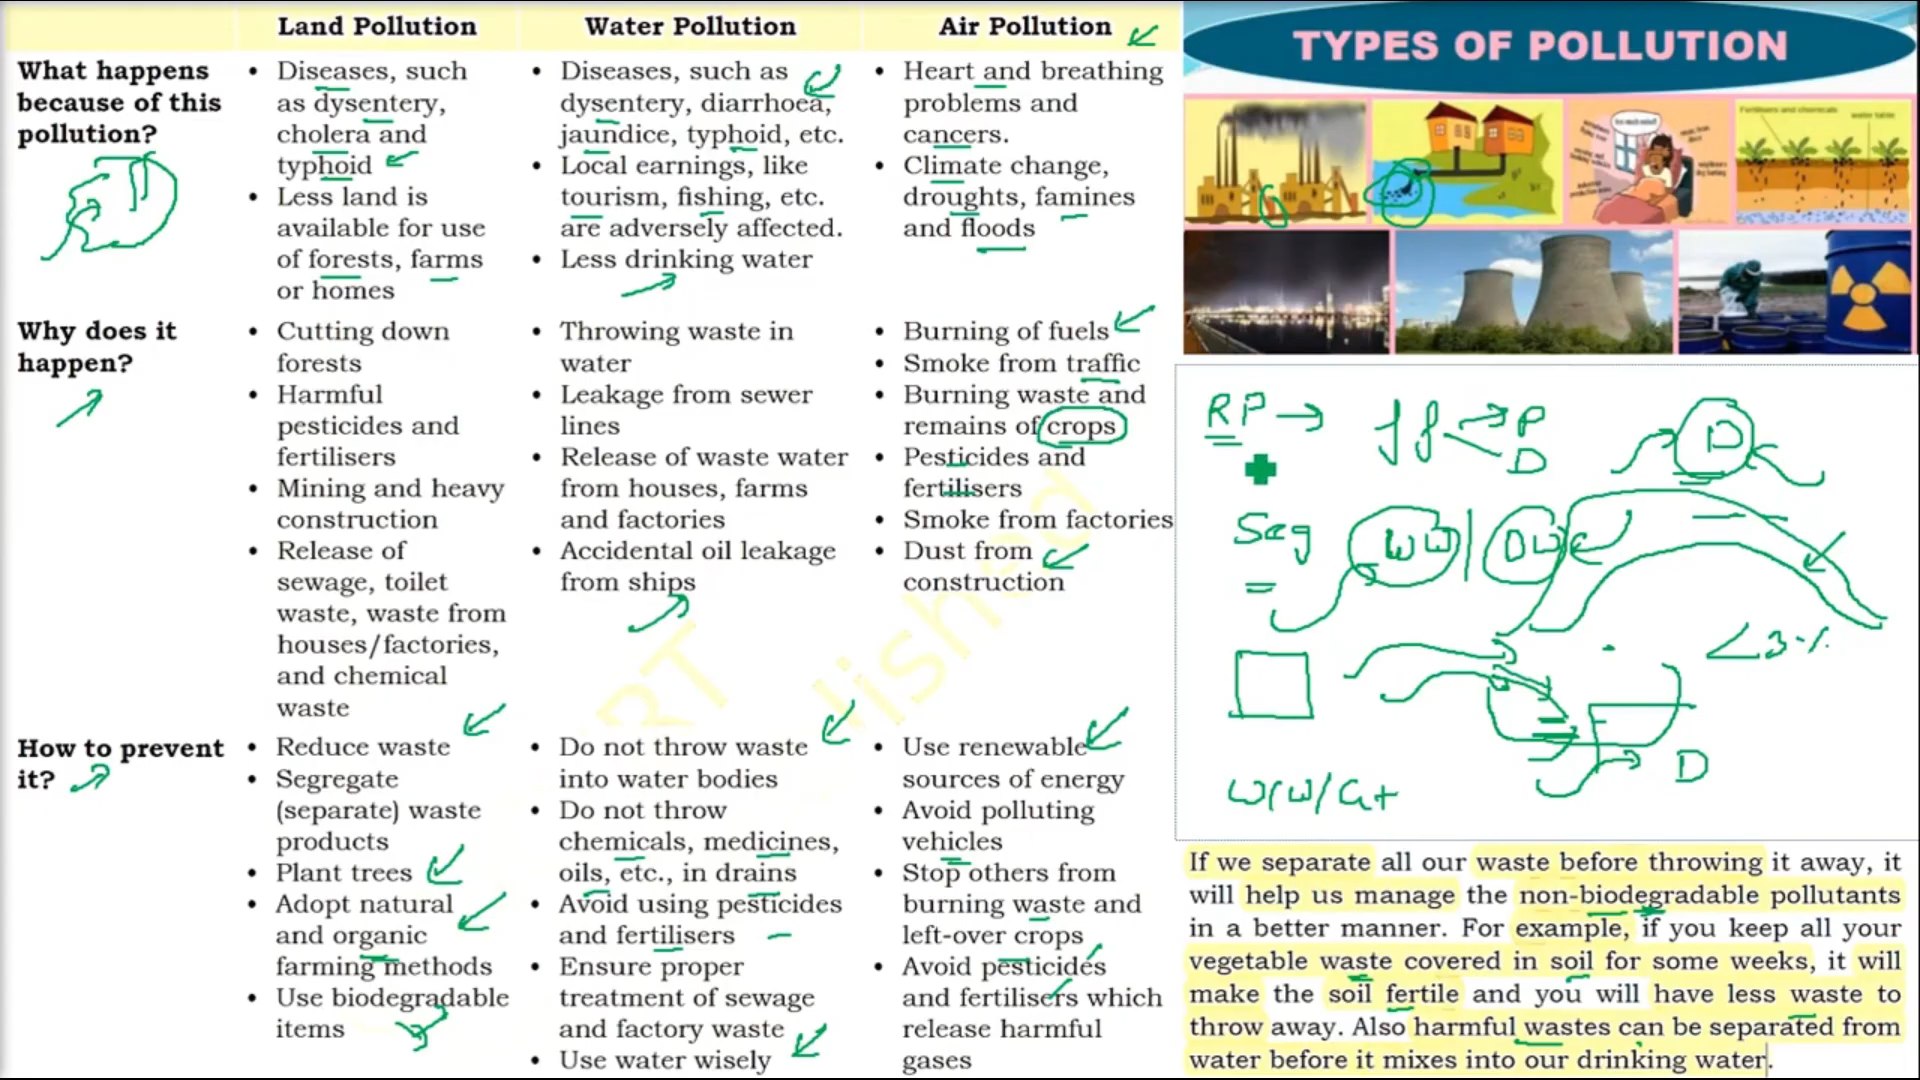 Land Pollution
Water Pollution
Air Pollution
What happens
because of this
pollution?
• Diseases, such
as dysentery,
cholera and
typhoid
• Less land is
available for use
of forests, farms
or homes
• Diseases, such as
dysentery, diarrhoea,
jaundice, typhoid, etc.
• Local earnings, like
tourism, fishing, etc.
are adversely affected.
• Less drinking water
• Heart and breathing
problems and
cancers.
• Climate change,
droughts, famines
and floods
Why does it
happen?
• Cutting down
forests
• Harmful
pesticides and
fertilisers
• Mining and heavy
construction
• Release of
sewage, toilet
waste, waste from
houses/factories,
and chemical
waste
• Throwing waste in
water
• Leakage from sewer
lines
• Release of waste water
from houses, farms
and factories
• Accidental oil leakage
from ships
• Burning of fuels
• Smoke from traffic
• Burning waste and
remains of crops
• Pesticides and
fertilisers
• Smoke from factories
• Dust from
construction
How to prevent
it?
• Reduce waste
• Segregate
(separate) waste
products
• Plant trees
• Adopt natural
and organic
farming methods
• Use biodegradable
items
• Do not throw waste
into water bodies
• Do not throw
chemicals, medicines,
oils, etc., in drains
• Avoid using pesticides
and fertilisers
• Ensure proper
treatment of sewage
and factory waste
• Use water wisely
• Use renewable
sources of energy
• Avoid polluting
vehicles
• Stop others from
burning waste and
left-over crops
• Avoid pesticides
and fertilisers which
release harmful
gases
TYPES OF POLLUTION
Fertilisers and chemicals
water table
RP → P
D
D
Seg WW | DW
<3%
D
If we separate all our waste before throwing it away, it
will help us manage the non-biodegradable pollutants
in a better manner. For example, if you keep all your
vegetable waste covered in soil for some weeks, it will
make the soil fertile and you will have less waste to
throw away. Also harmful wastes can be separated from
water before it mixes into our drinking water.